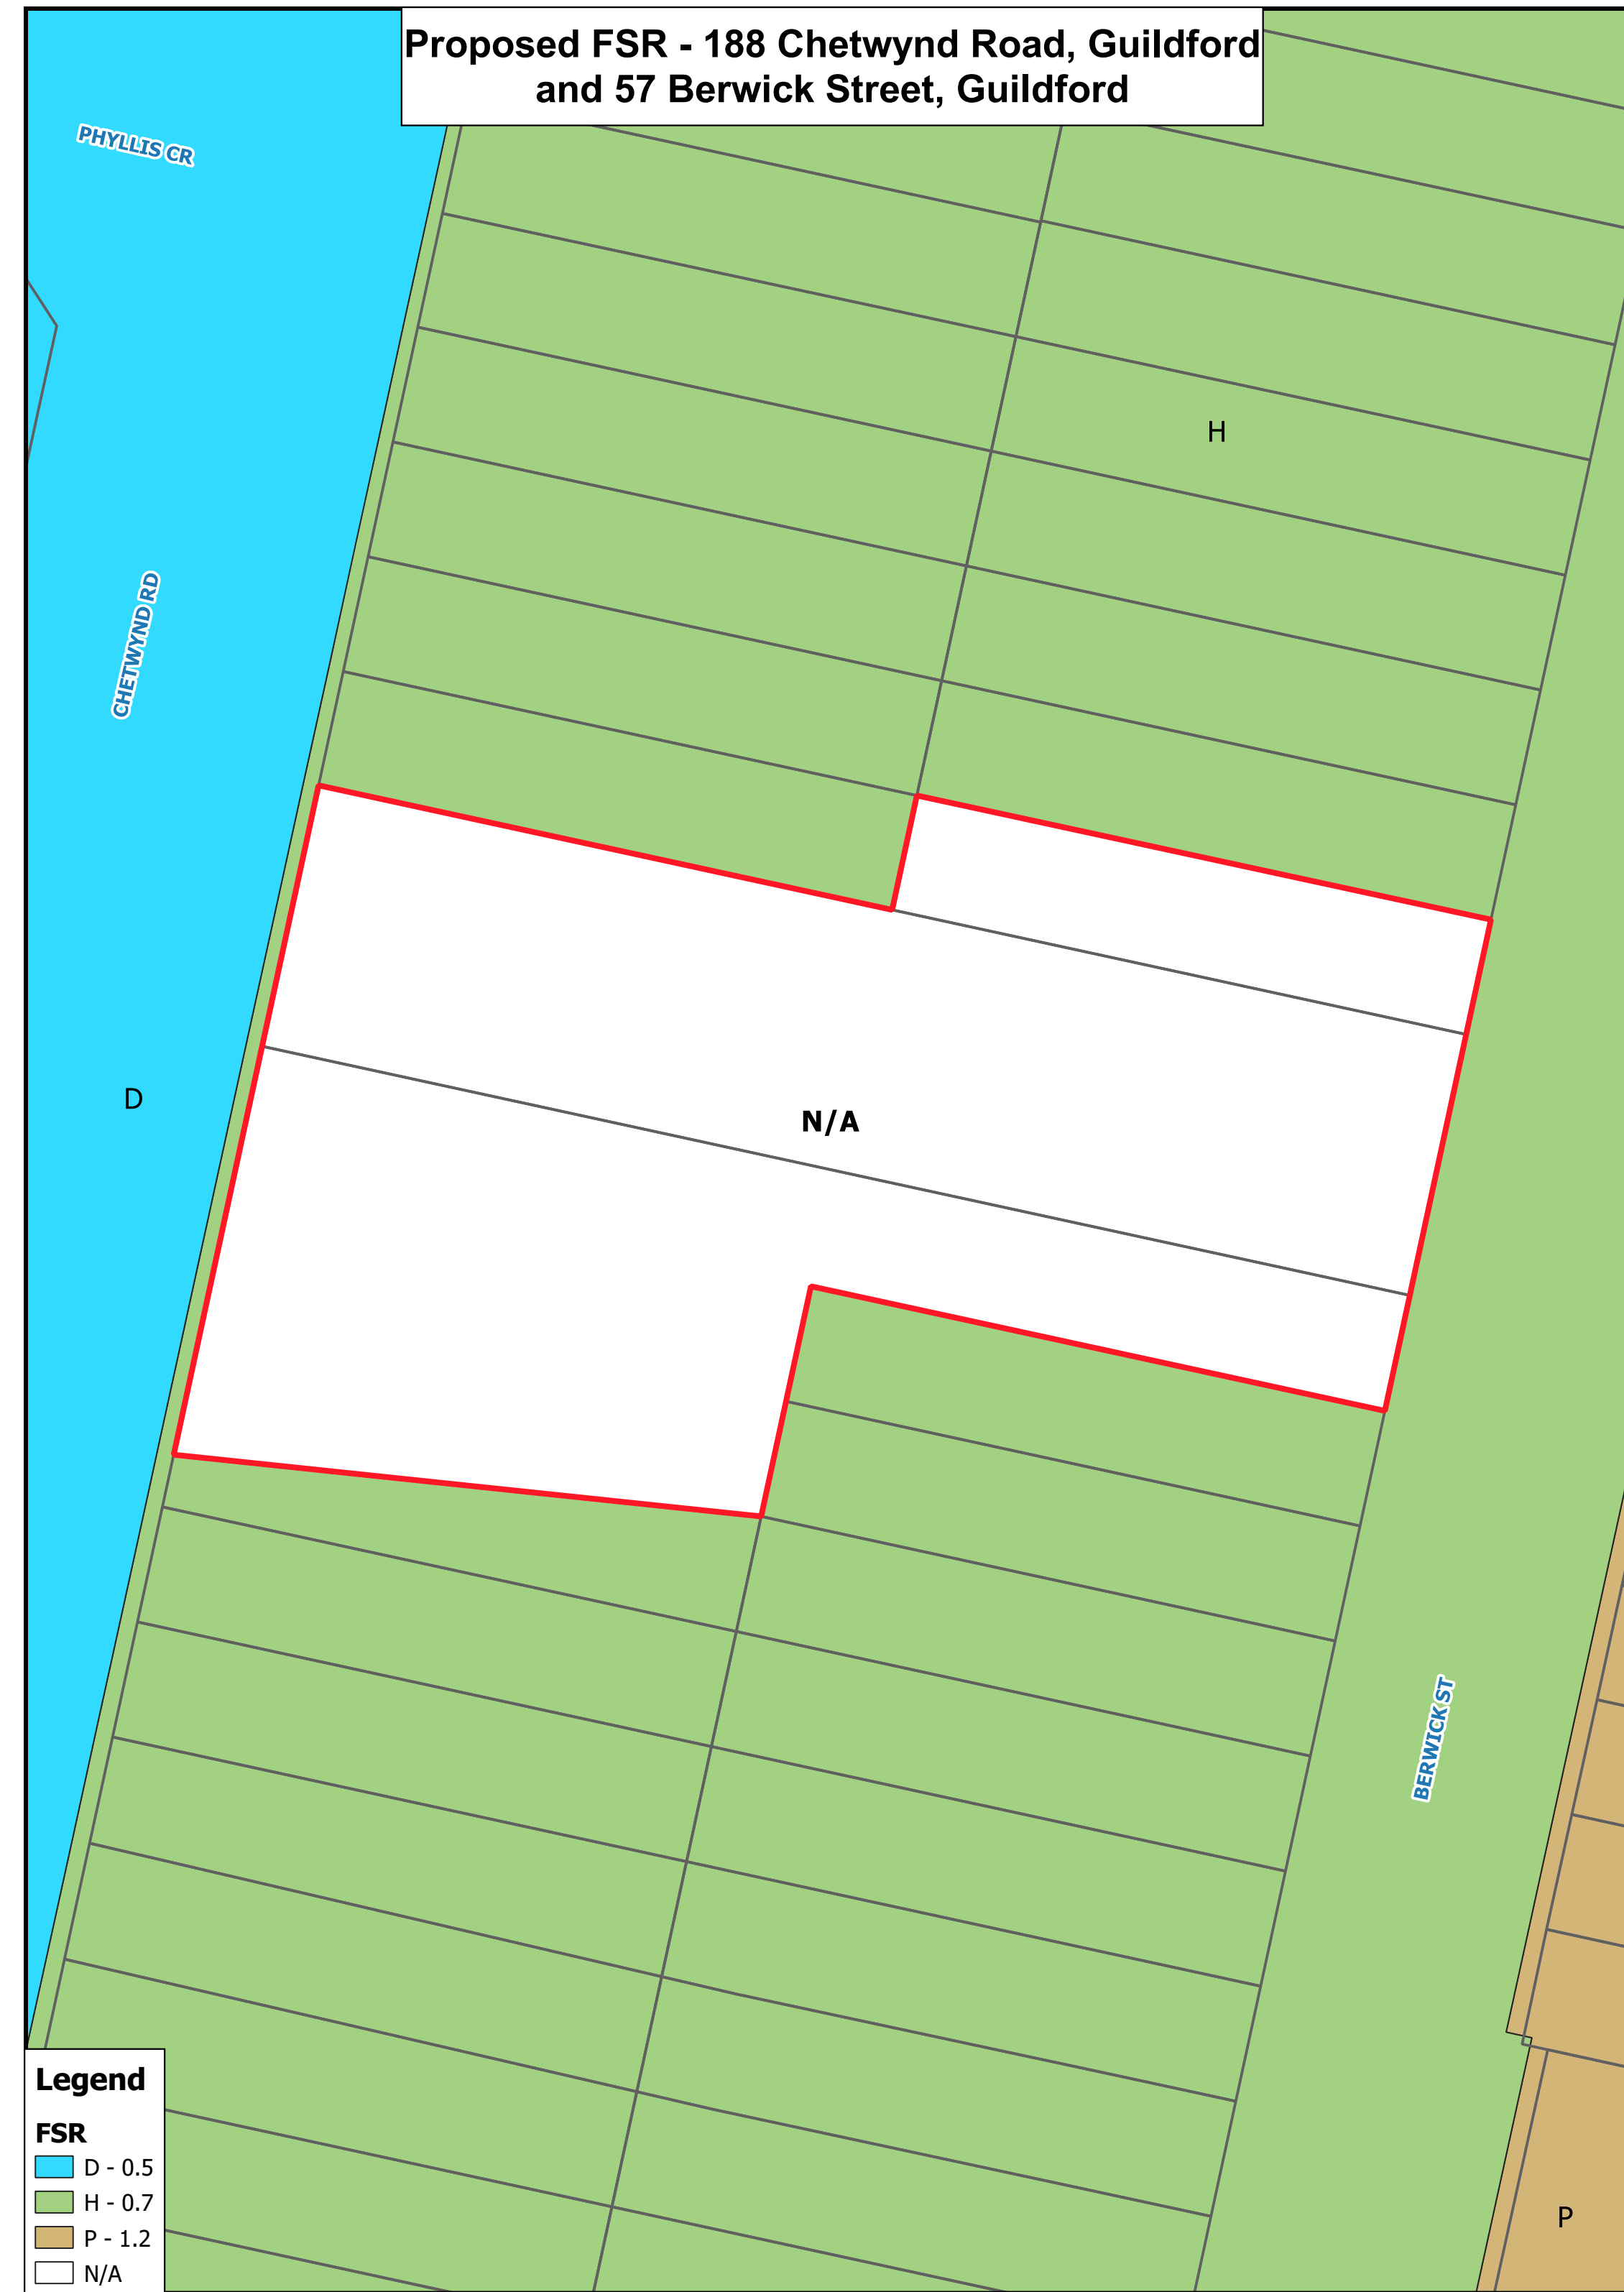 Proposed FSR - 188 Chetwynd Road, Guildford
and 57 Berwick Street, Guildford
PHYLLIS CR
H
CHETWYND RD
D
N/A
BERWICK ST
P
Legend
FSR
D - 0.5
H - 0.7
P - 1.2
N/A